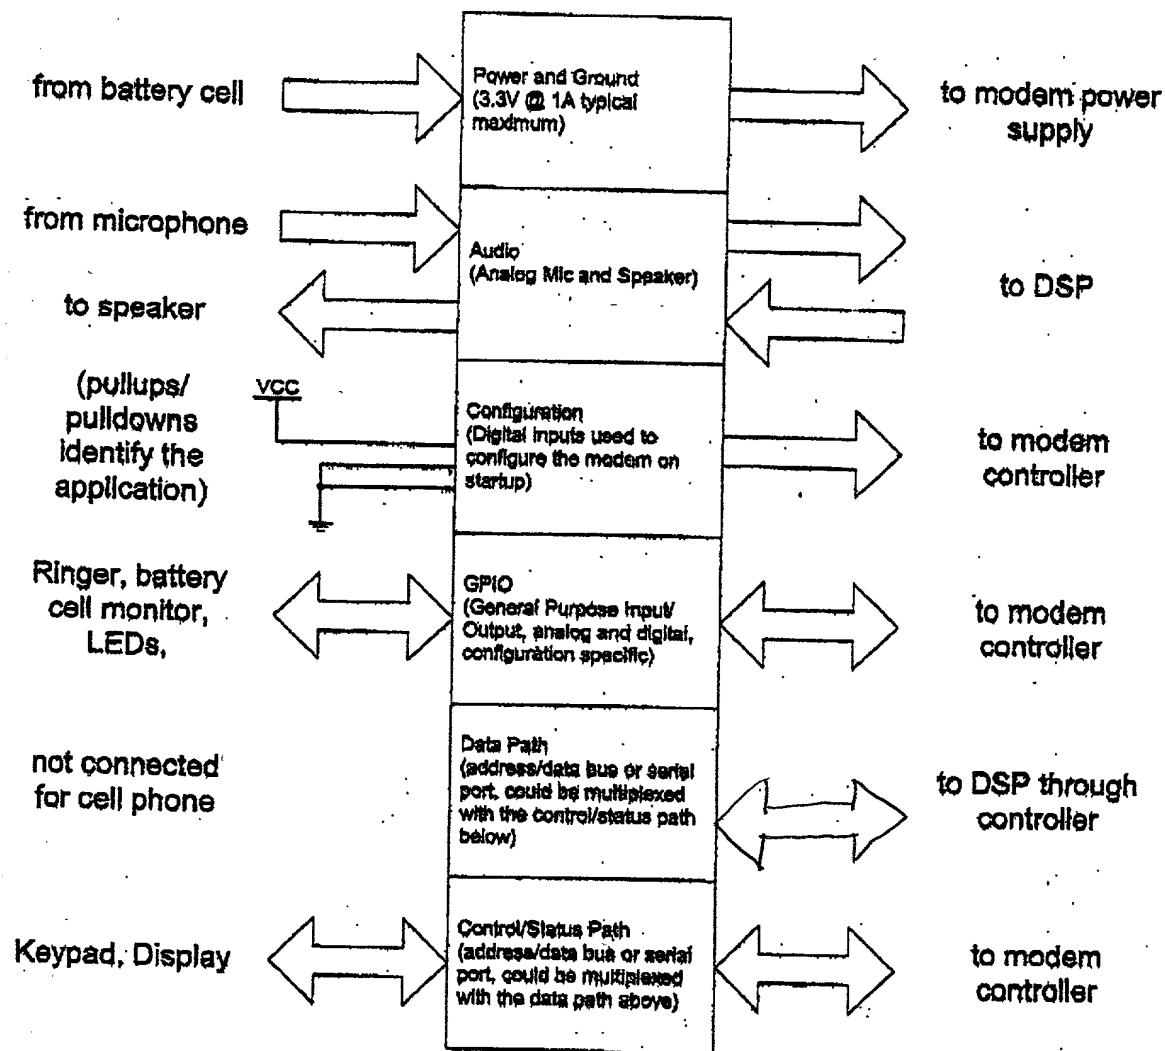 from battery cell
Power and Ground
(3.3V @ 1A typical
maximum)
to modem power
supply
from microphone
to speaker
Audio
(Analog Mic and Speaker)
to DSP
(pullups/
pulldowns
identify the
application)
VCC
Configuration
(Digital inputs used to
configure the modem on
startup)
to modem
controller
Ringer, battery
cell monitor,
LEDs,
GPIO
(General Purpose Input/
Output, analog and digital,
configuration specific)
to modem
controller
not connected
for cell phone
Data Path
(address/data bus or serial
port, could be multiplexed
with the control/status path
below)
to DSP through
controller
Keypad, Display
Control/Status Path
(address/data bus or serial
port, could be multiplexed
with the data path above)
to modem
controller